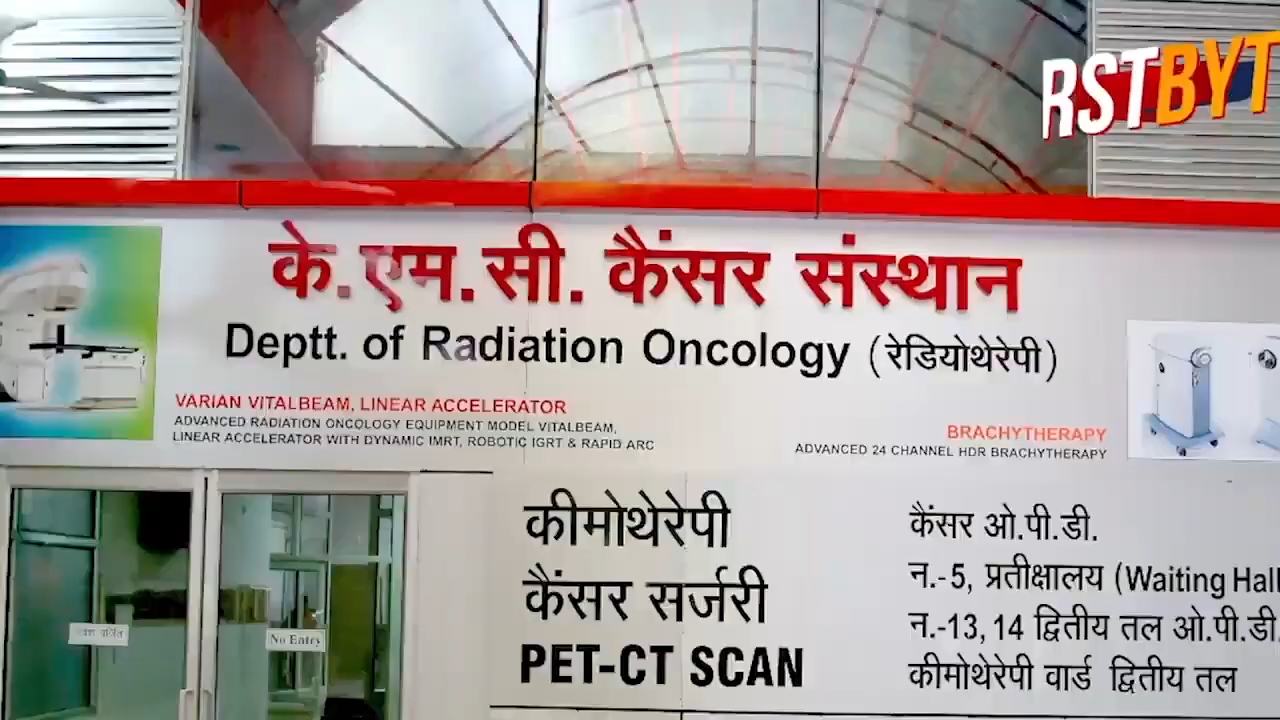 RSTBYT
के.एम.सी. कैंसर संस्थान
Deptt. of Radiation Oncology (रेडियोथेरेपी)
VARIAN VITALBEAM, LINEAR ACCELERATOR
ADVANCED RADIATION ONCOLOGY EQUIPMENT MODEL VITALBEAM,
LINEAR ACCELERATOR WITH DYNAMIC IMRT, ROBOTIC IGRT & RAPID ARC
BRACHYTHERAPY
ADVANCED 24 CHANNEL HDR BRACHYTHERAPY
कीमोथेरेपी
कैंसर सर्जरी
PET-CT SCAN
कैंसर ओ.पी.डी.
न.-5, प्रतीक्षालय (Waiting Hall
न.-13, 14 द्वितीय तल ओ.पी.डी.
कीमोथेरेपी वार्ड द्वितीय तल
No Entry